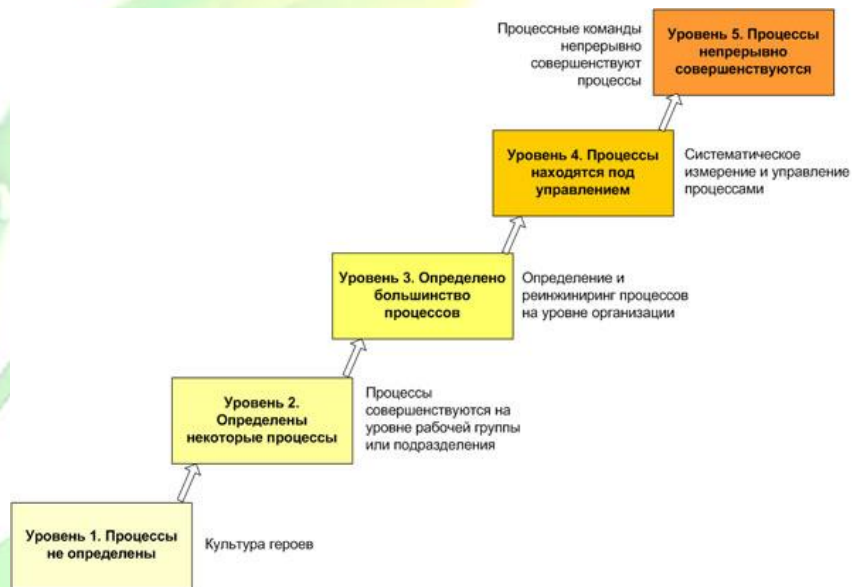 Процессные команды
непрерывно
совершенствуют
процессы
Уровень 5. Процессы
непрерывно
совершенствуются
Уровень 4. Процессы
находятся под
управлением
Систематическое
измерение и управление
процессами
Уровень 3. Определено
большинство
процессов
Определение и
реинжиниринг процессов
на уровне организации
Уровень 2.
Определены
некоторые процессы
Процессы
совершенствуются на
уровне рабочей группы
или подразделения
Уровень 1. Процессы
не определены
Культура героев